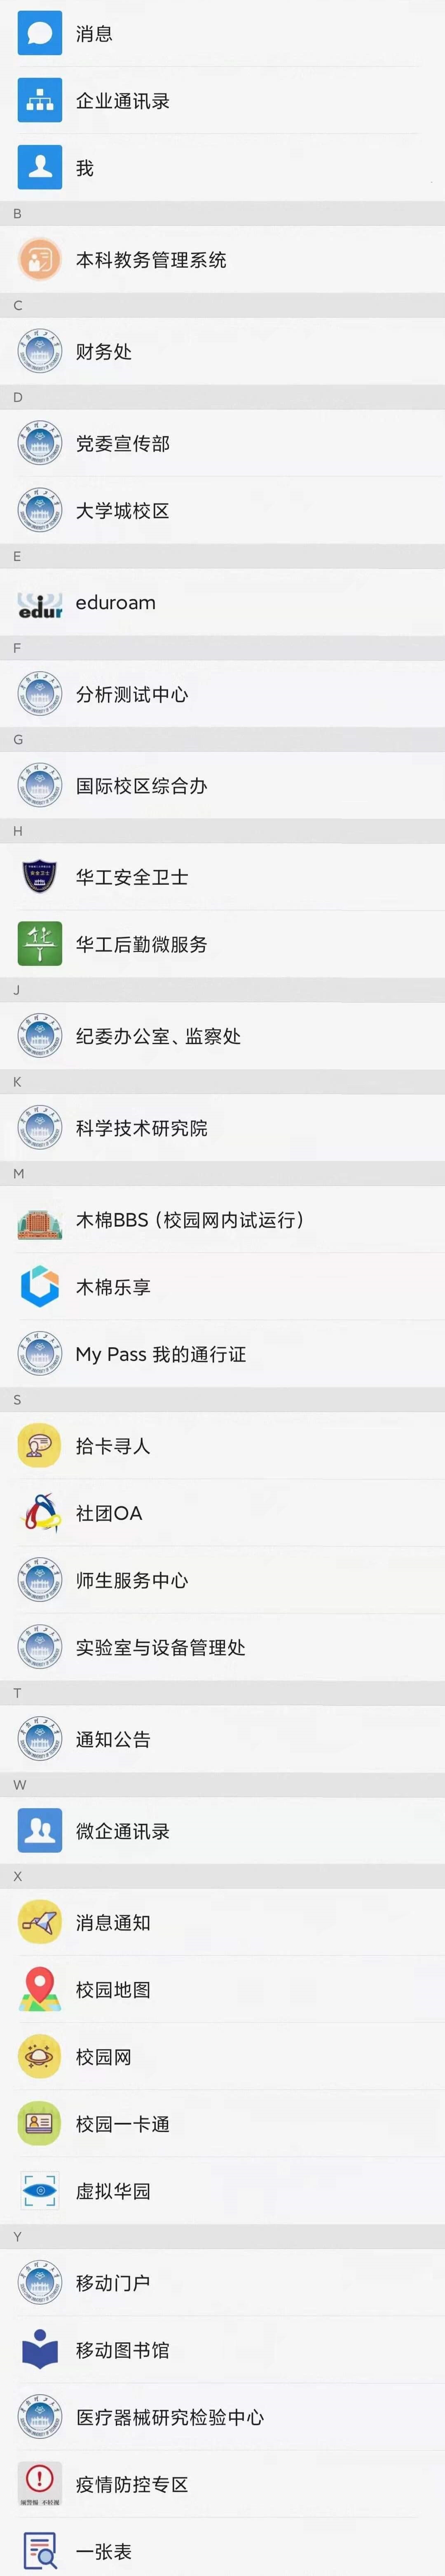 消息
企业通讯录
我
B
本科教务管理系统
C
财务处
D
党委宣传部
大学城校区
E
edur
eduroam
F
分析测试中心
G
国际校区综合办
H
安全卫士
华工安全卫士
华工后勤微服务
J
纪委办公室、监察处
K
科学技术研究院
M
木棉BBS（校园网内试运行）
木棉乐享
My Pass 我的通行证
S
拾卡寻人
社团OA
师生服务中心
实验室与设备管理处
T
通知公告
W
微企通讯录
X
消息通知
校园地图
校园网
校园一卡通
虚拟华园
Y
移动门户
移动图书馆
医疗器械研究检验中心
疫情防控专区
一张表